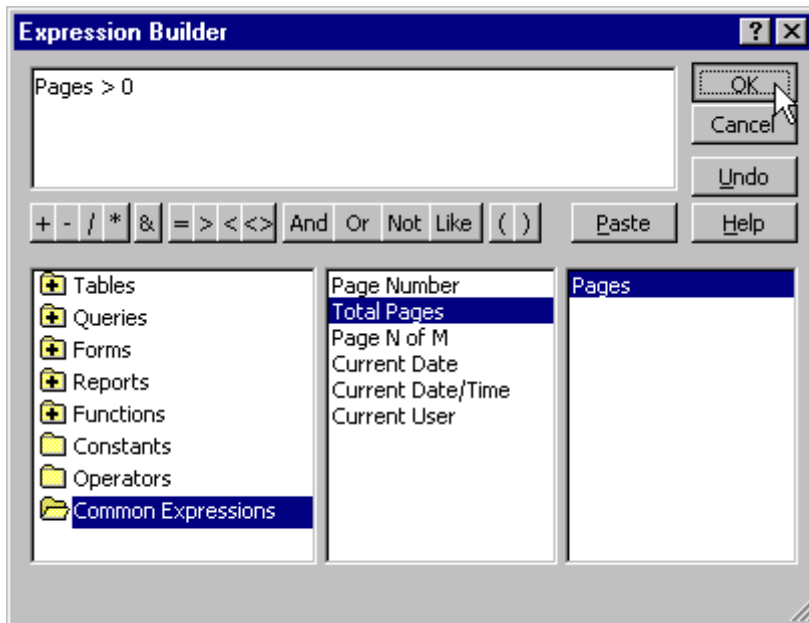 Expression Builder
? X
Pages > 0
OK
Cancel
Undo
+ - / * & = > < <> And Or Not Like ( ) Paste Help
Tables
Queries
Forms
Reports
Functions
Constants
Operators
Common Expressions
Page Number
Total Pages
Page N of M
Current Date
Current Date/Time
Current User
Pages